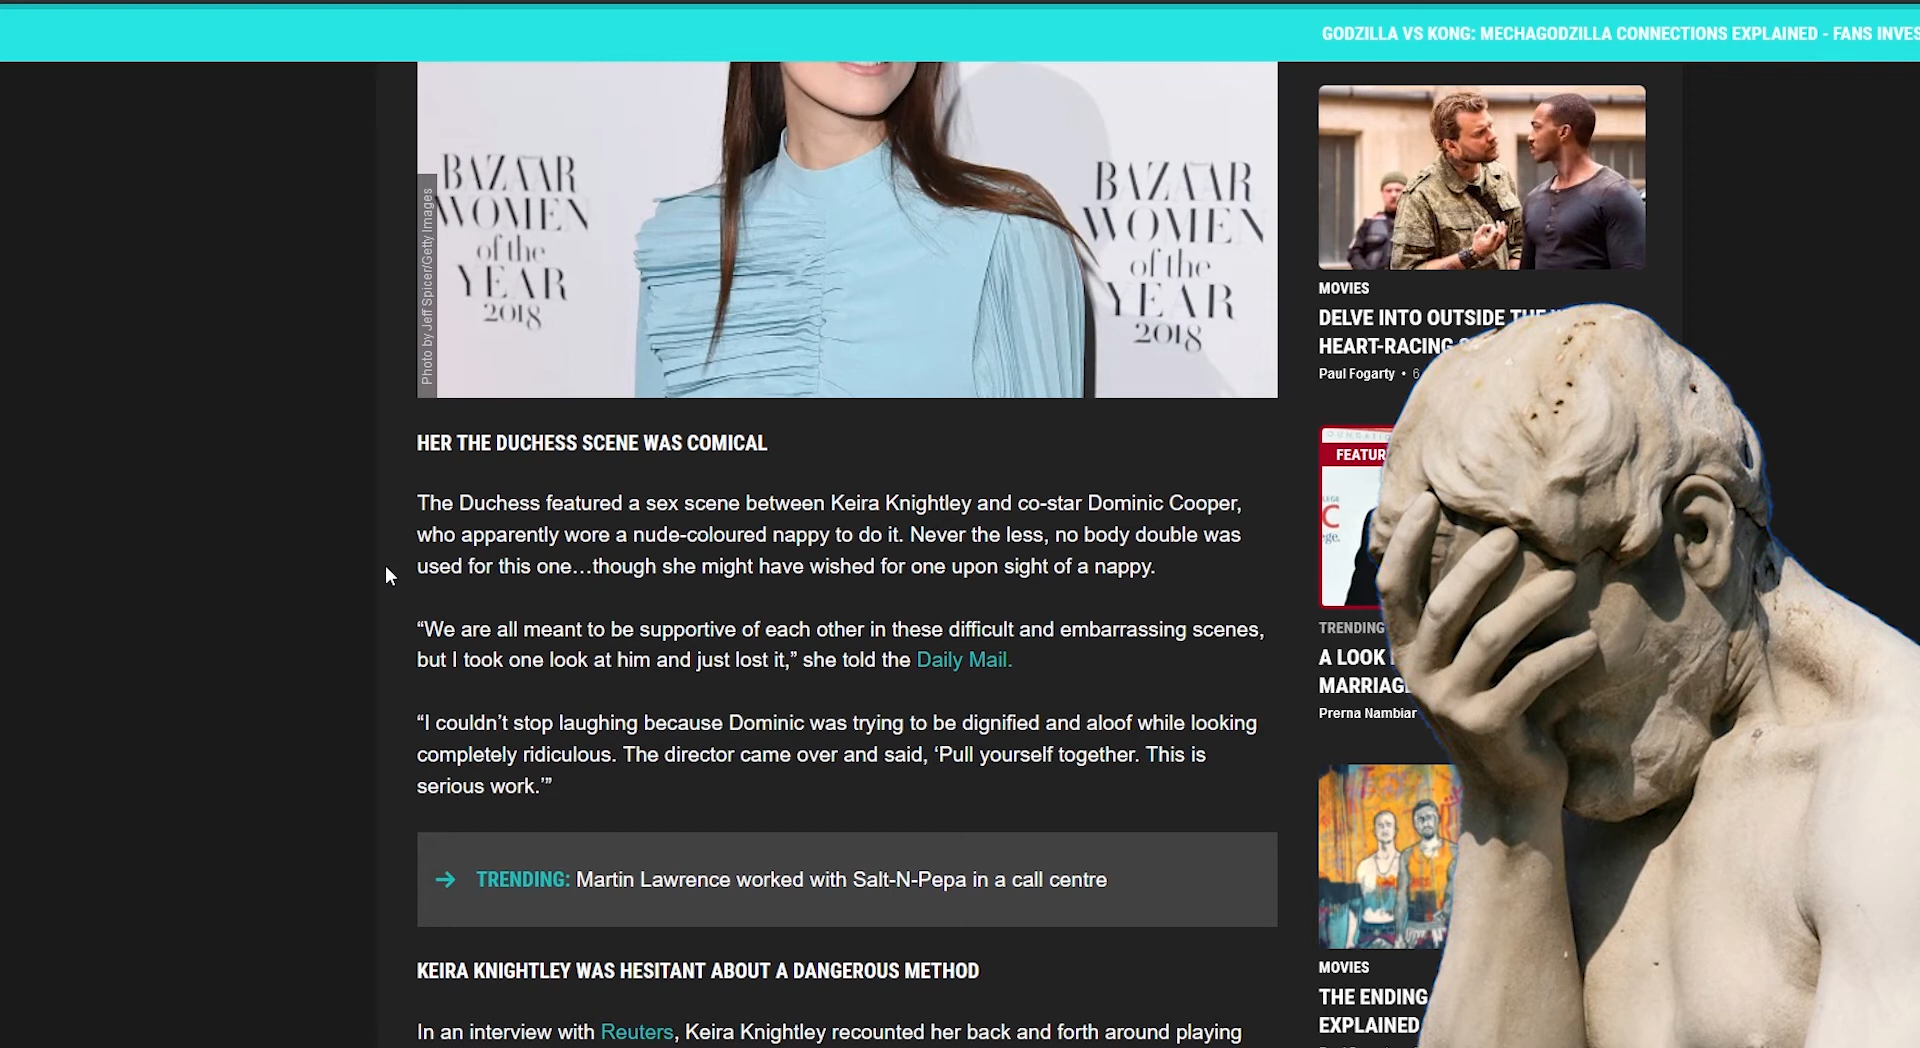 GODZILLA VS KONG: MECHAGODZILLA CONNECTIONS EXPLAINED - FANS
BAZAAR
WOMEN
of the
YEAR
2018
BAZAAR
WOMEN
of the
YEAR
2018
Photo by Jeff Spicer/Getty Images
HER THE DUCHESS SCENE WAS COMICAL
The Duchess featured a sex scene between Keira Knightley and co-star Dominic Cooper,
who apparently wore a nude-coloured nappy to do it. Never the less, no body double was
used for this one…though she might have wished for one upon sight of a nappy.
“We are all meant to be supportive of each other in these difficult and embarrassing scenes,
but I took one look at him and just lost it,” she told the Daily Mail.
“I couldn’t stop laughing because Dominic was trying to be dignified and aloof while looking
completely ridiculous. The director came over and said, ‘Pull yourself together. This is
serious work.’”
→ TRENDING: Martin Lawrence worked with Salt-N-Pepa in a call centre
KEIRA KNIGHTLEY WAS HESITANT ABOUT A DANGEROUS METHOD
In an interview with Reuters, Keira Knightley recounted her back and forth around playing
MOVIES
DELVE INTO OUTSIDE THE
HEART-RACING
Paul Fogarty • 6
TRENDING
A LOOK
Prerna Nambiar
MOVIES
THE ENDING
EXPLAINED